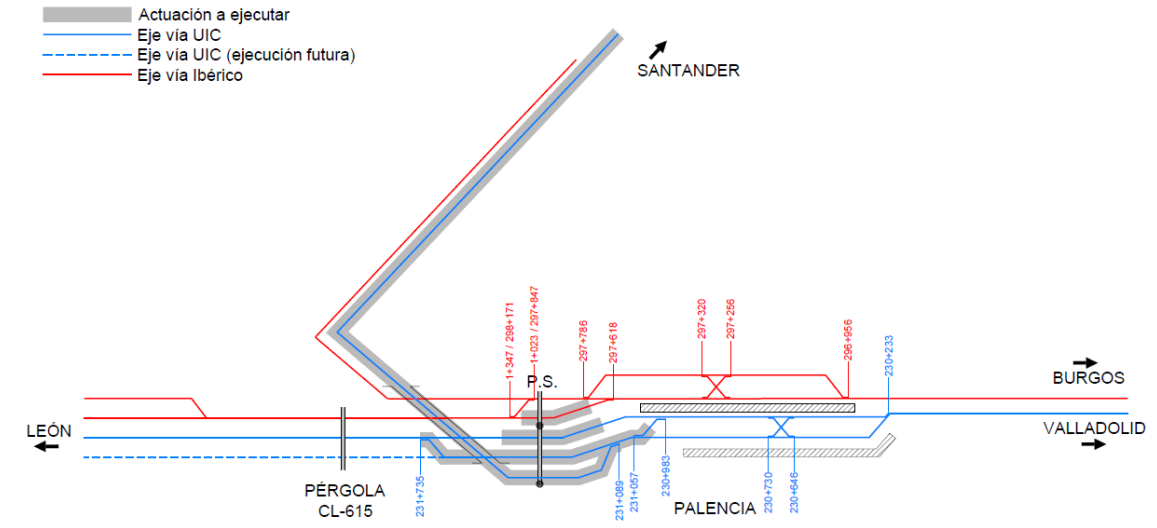 Actuación a ejecutar
Eje vía UIC
Eje vía UIC (ejecución futura)
Eje vía Ibérico
SANTANDER
1+347 / 298+171
1+023 / 297+847
297+786
297+618
297+320
297+256
296+956
230+233
P.S.
BURGOS
LEÓN
VALLADOLID
PÉRGOLA
CL-615
231+735
231+089
231+057
230+983
PALENCIA
230+730
230+646